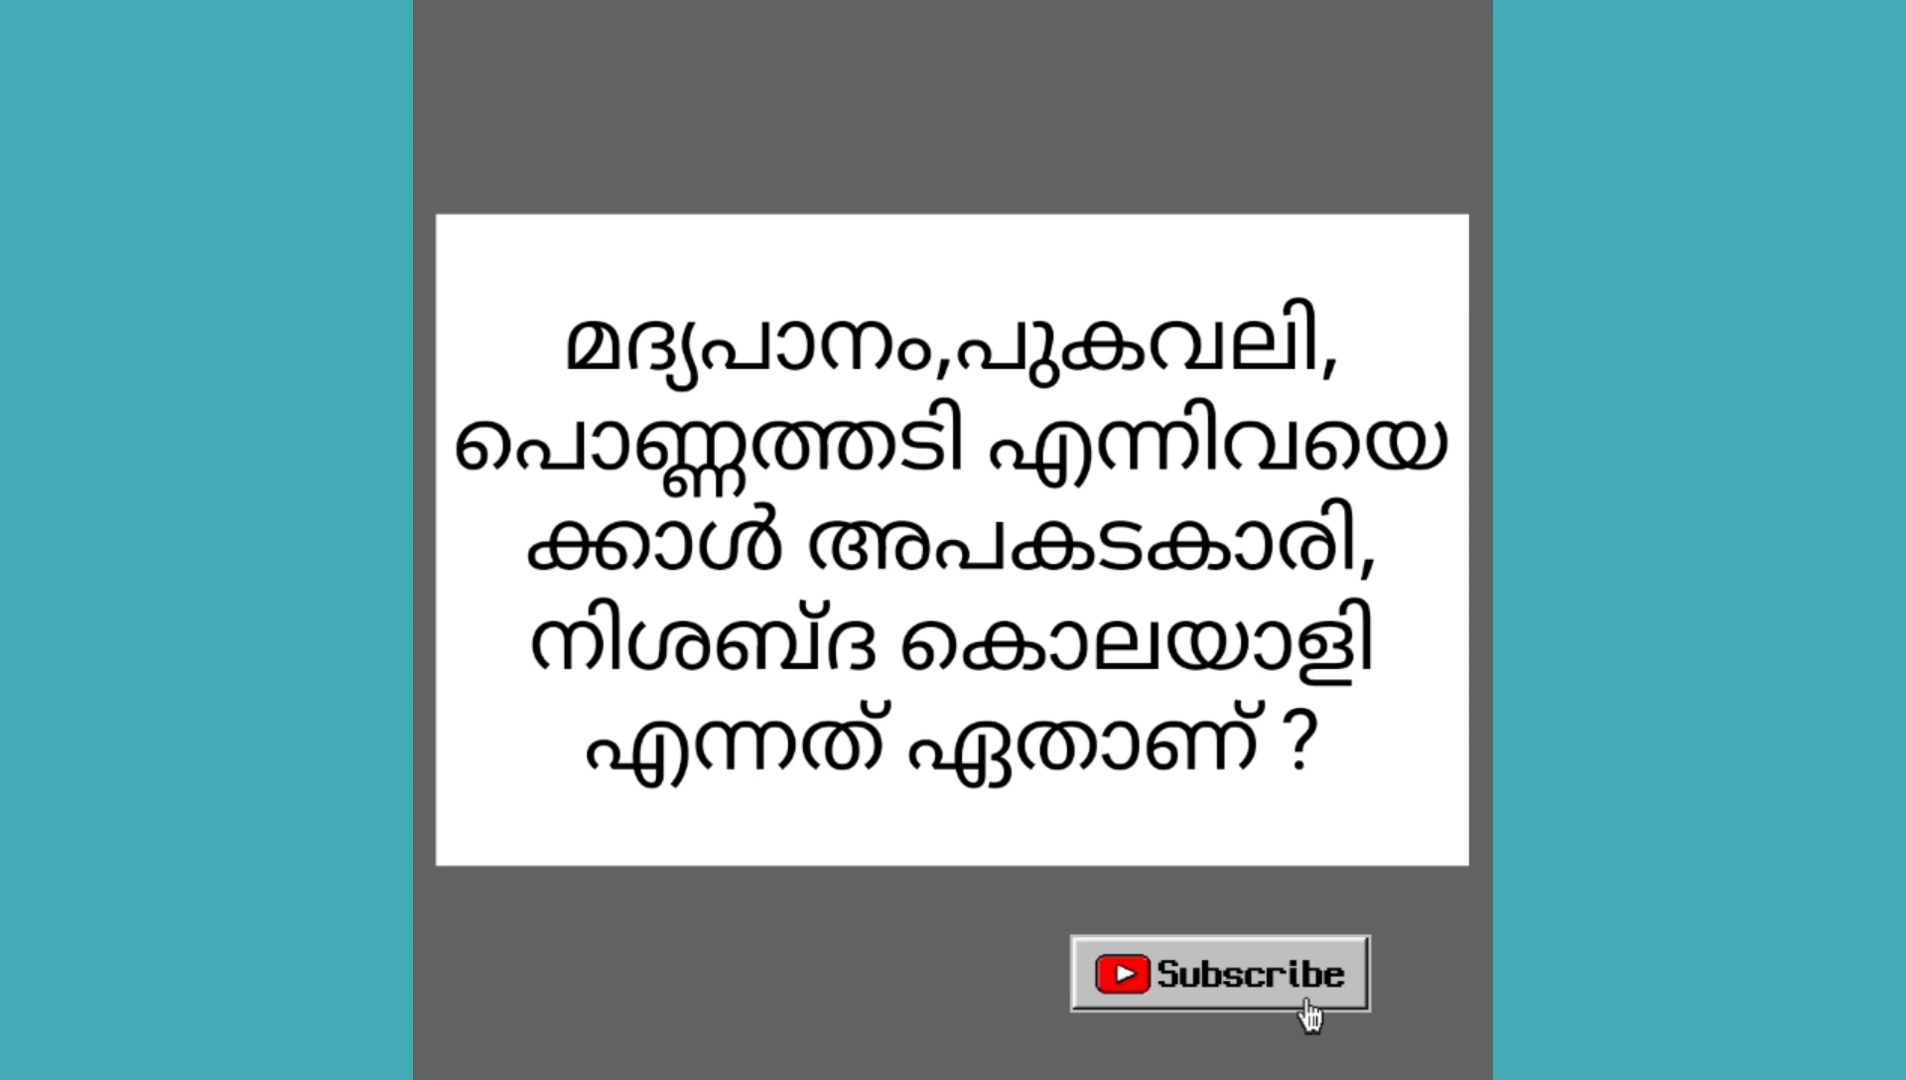 മദ്യപാനം,പുകവലി,
പൊണ്ണത്തടി എന്നിവയെ
ക്കാൾ അപകടകാരി,
നിശബ്ദ കൊലയാളി
എന്നത് ഏതാണ് ?
Subscribe